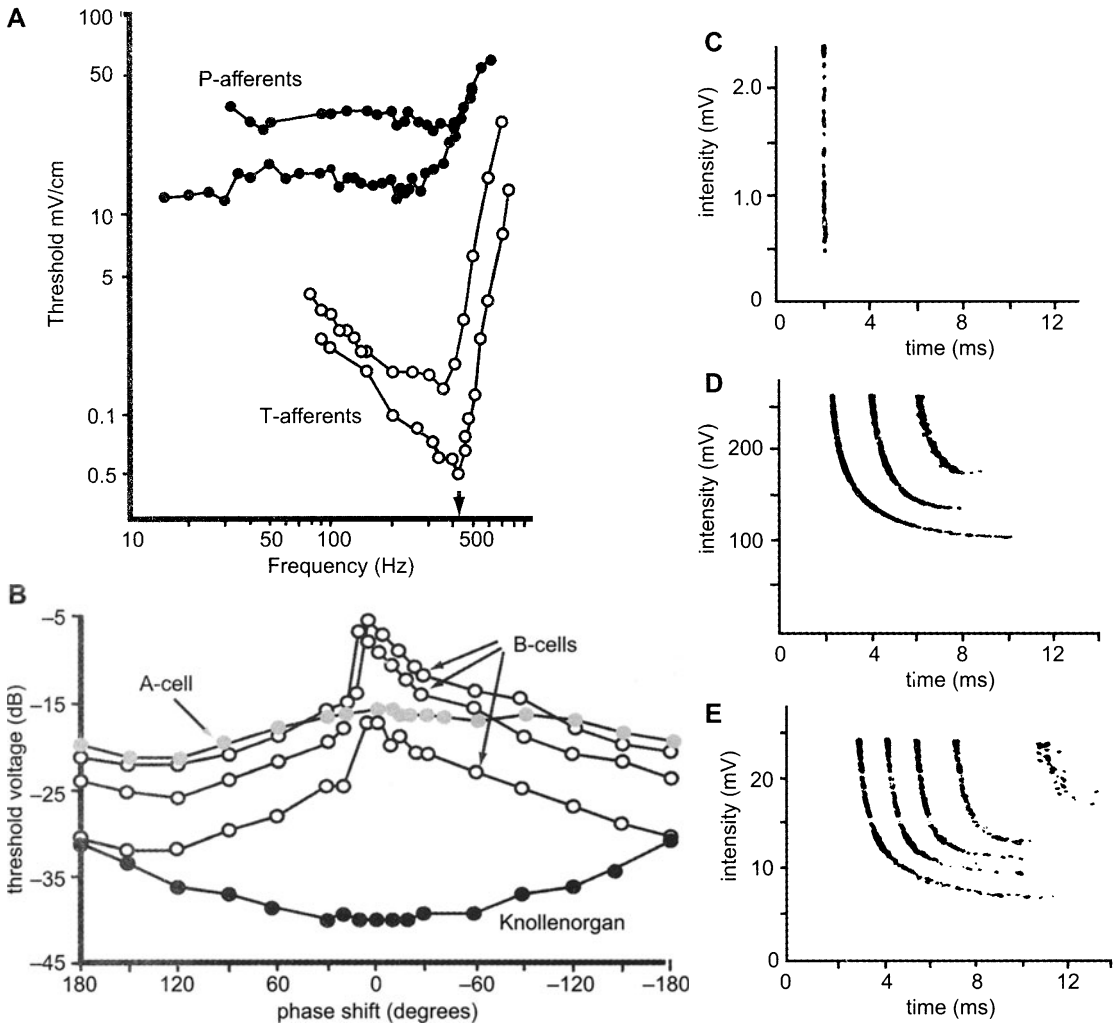 A
100
50
10
5
0.1
0.5
Threshold mV/cm
P-afferents
T-afferents
10
50
100
500
Frequency (Hz)
B
–5
–15
–25
–35
–45
threshold voltage (dB)
A-cell
B-cells
Knollenorgan
180
120
60
0
–60
–120
–180
phase shift (degrees)
C
2.0
1.0
0
intensity (mV)
0
4
8
12
time (ms)
D
200
100
intensity (mV)
0
4
8
12
time (ms)
E
20
10
0
intensity (mV)
0
4
8
10
12
time (ms)